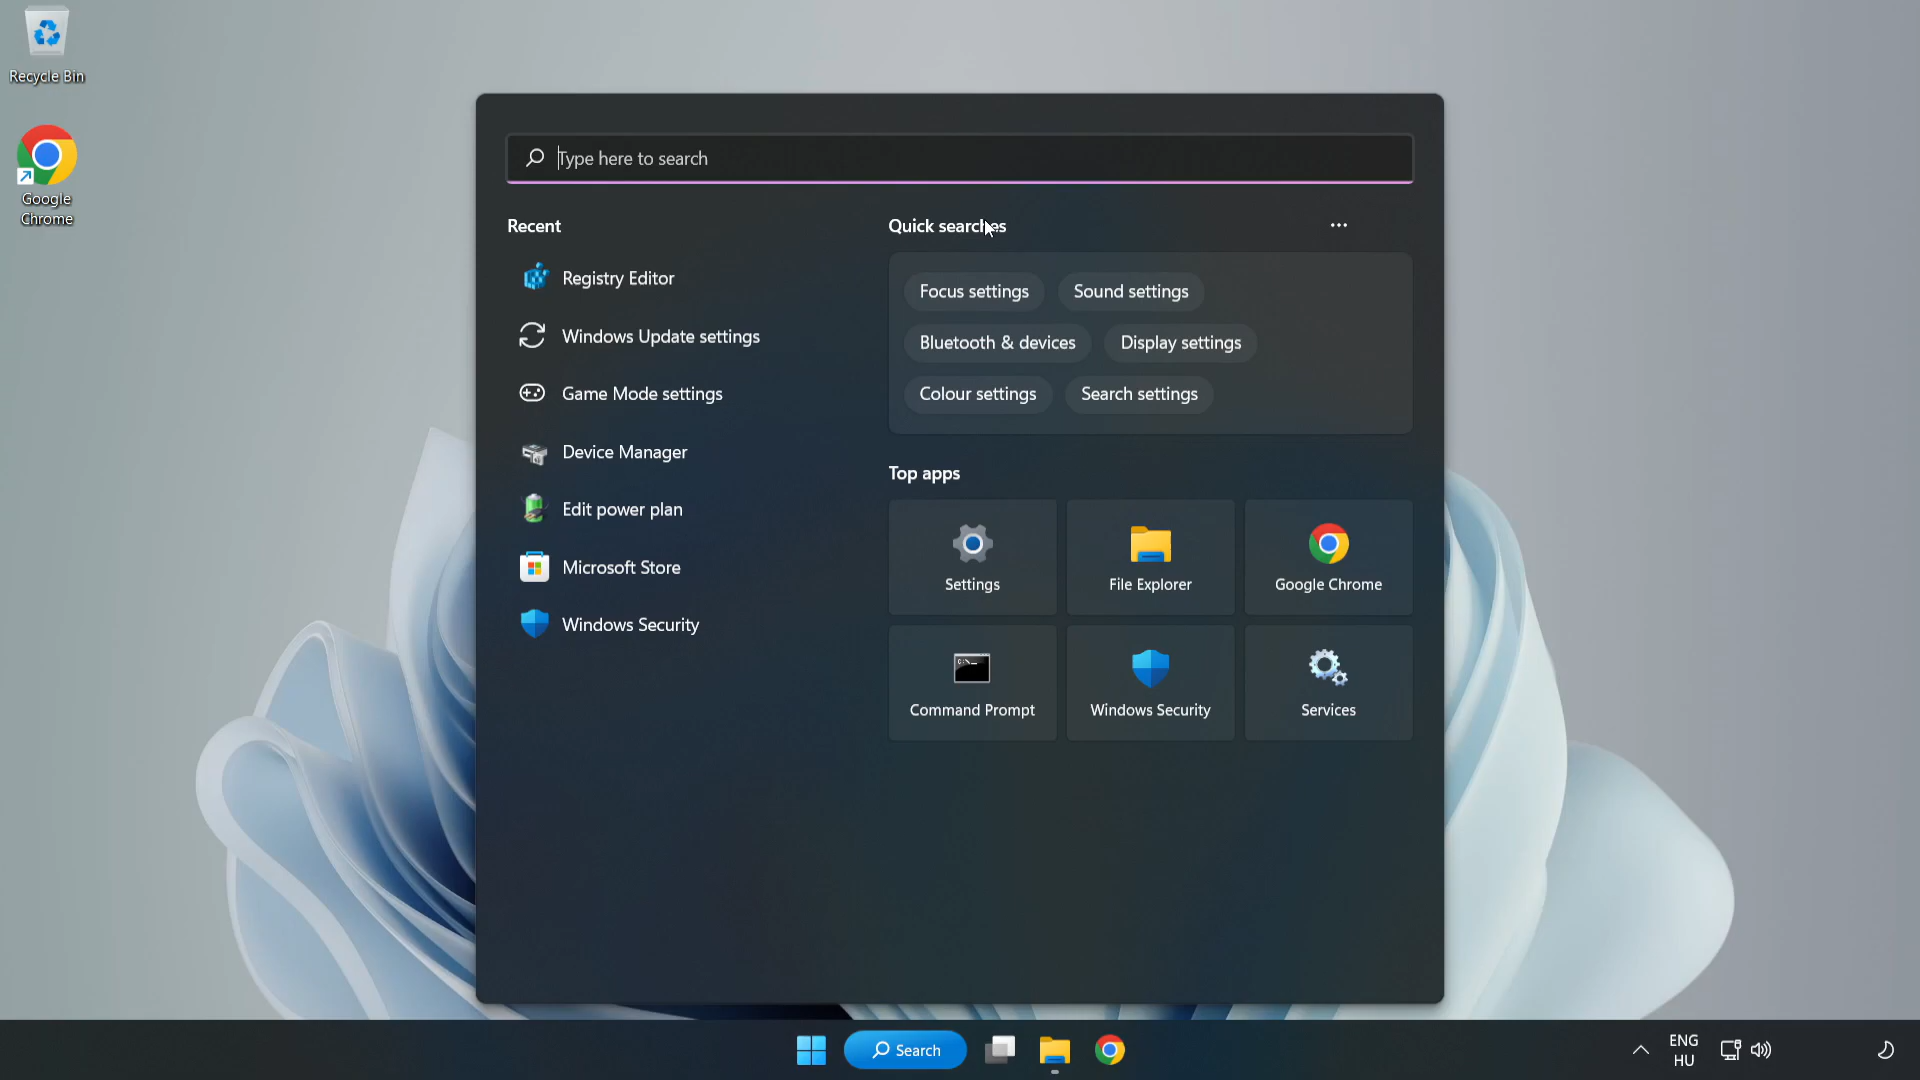 Recycle Bin
Google
Chrome
Type here to search
Recent
Registry Editor
Windows Update settings
Game Mode settings
Device Manager
Edit power plan
Microsoft Store
Windows Security
Quick searches
Focus settings
Sound settings
Bluetooth & devices
Display settings
Colour settings
Search settings
Top apps
Settings
File Explorer
Google Chrome
Command Prompt
Windows Security
Services
Search
ENG
HU